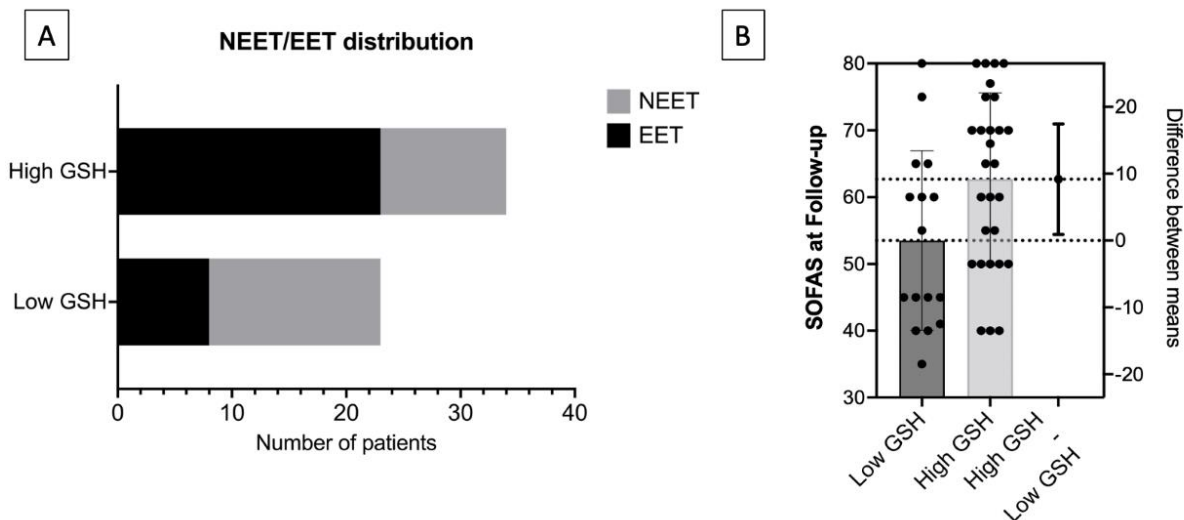 A
NEET/EET distribution
NEET
EET
High GSH
Low GSH
0 10 20 30 40
Number of patients
B
80
70
60
50
40
30
SOFAS at Follow-up
20
10
0
-10
-20
Difference between means
Low GSH
High GSH
High GSH
-
Low GSH